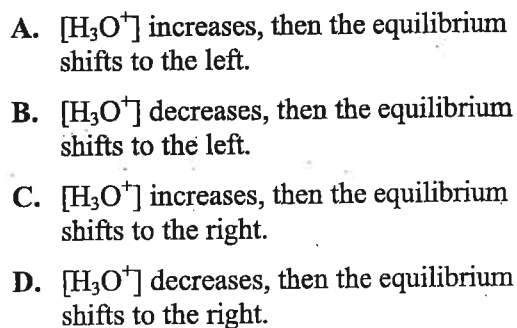 A. [H₃O⁺] increases, then the equilibrium
shifts to the left.
B. [H₃O⁺] decreases, then the equilibrium
shifts to the left.
C. [H₃O⁺] increases, then the equilibrium
shifts to the right.
D. [H₃O⁺] decreases, then the equilibrium
shifts to the right.